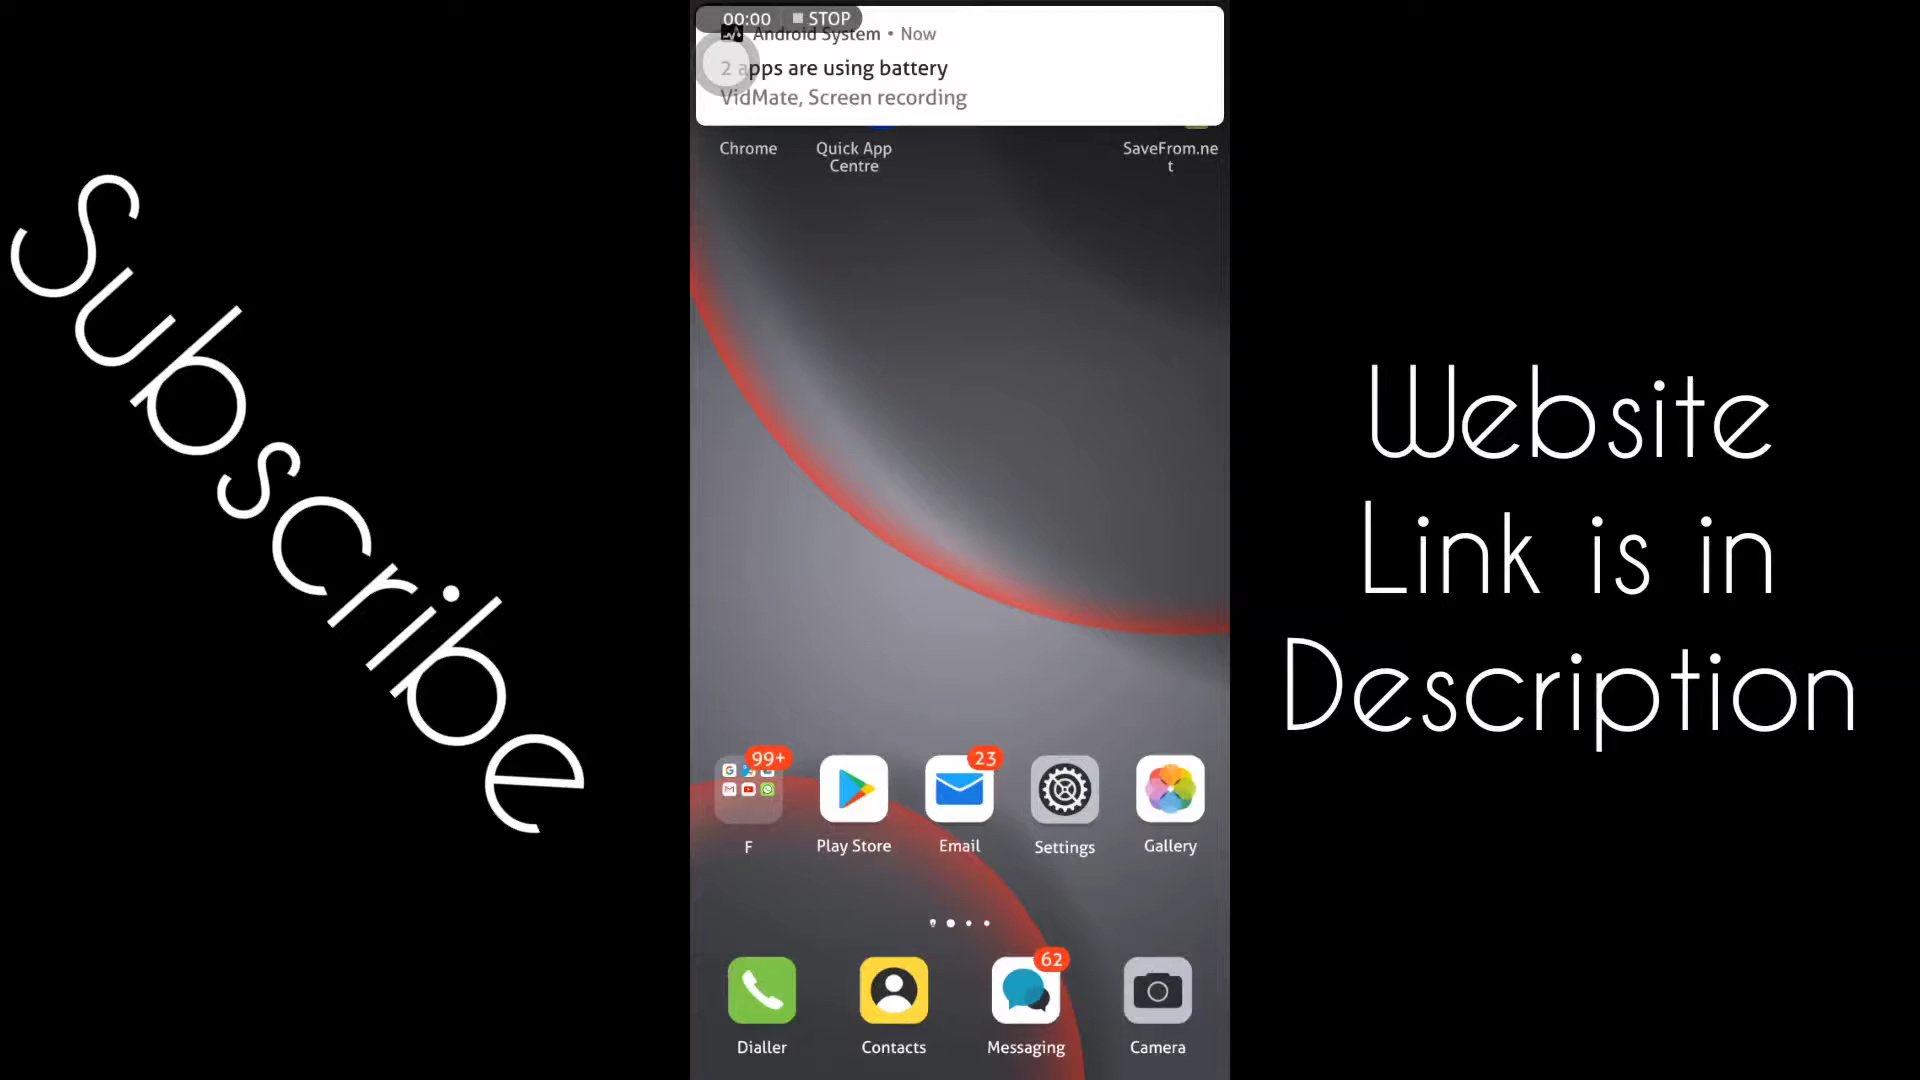 00:00 STOP
Android System • Now
2 apps are using battery
VidMate, Screen recording
Chrome
Quick App
Centre
SaveFrom.ne
t
Subscribe
Website
Link is in
Description
99+
23
F
Play Store
Email
Settings
Gallery
62
Dialler
Contacts
Messaging
Camera